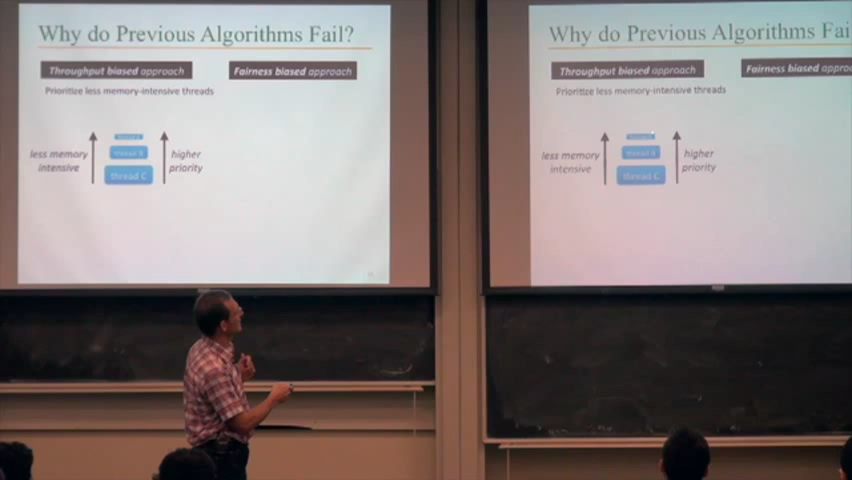 Why do Previous Algorithms Fail?
Throughput biased approach
Fairness biased approach
Prioritize less memory-intensive threads
less memory
intensive
thread B
thread C
higher
priority
Why do Previous Algorithms Fai
Throughput biased approach
Fairness biased appro
Prioritize less memory-intensive threads
less memory
intensive
thread B
thread C
higher
priority